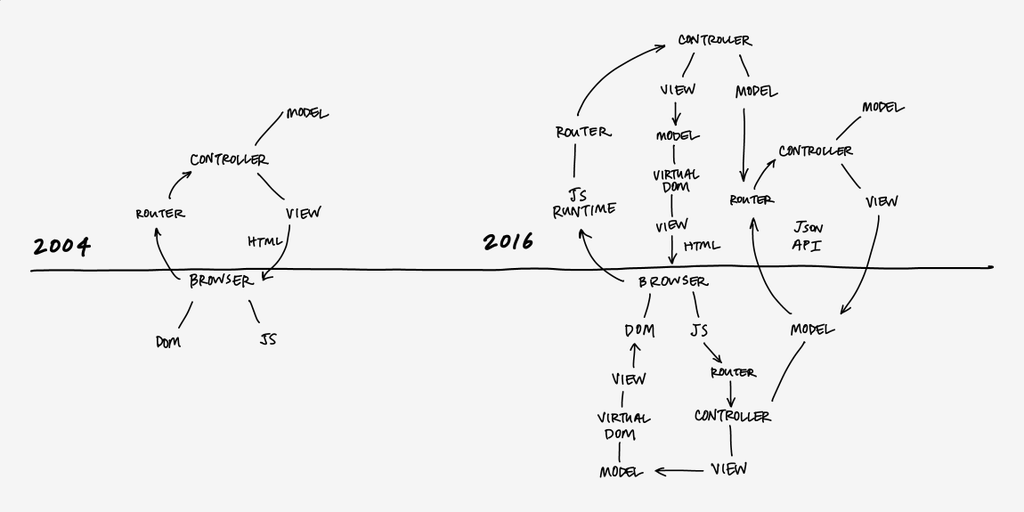 2004
MODEL
CONTROLLER
ROUTER
VIEW
HTML
BROWSER
DOM
JS
2016
CONTROLLER
VIEW
MODEL
ROUTER
MODEL
VIRTUAL
DOM
JS
RUNTIME
VIEW
HTML
MODEL
CONTROLLER
ROUTER
VIEW
JSON
API
BROWSER
DOM
JS
MODEL
VIEW
ROUTER
VIRTUAL
DOM
CONTROLLER
MODEL
VIEW